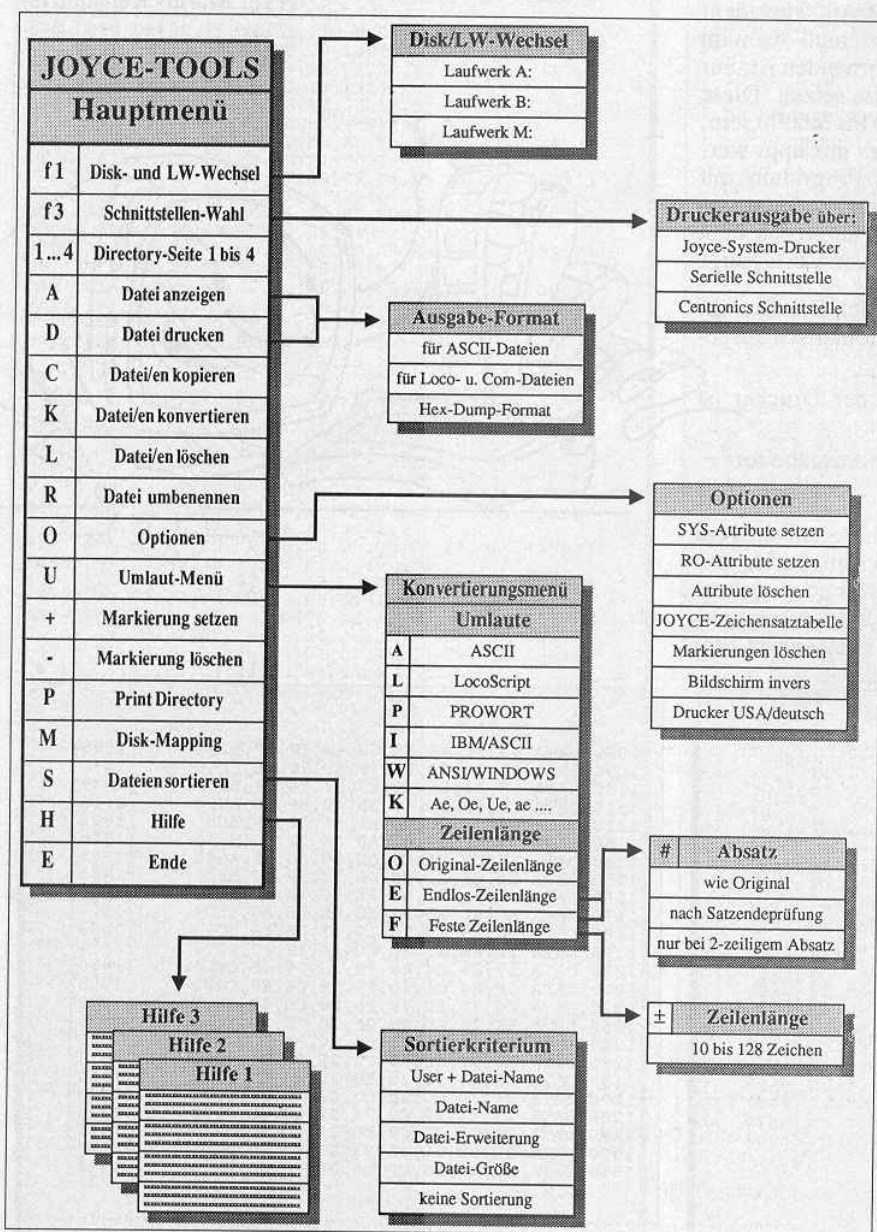 JOYCE-TOOLS
Hauptmenü
f1 Disk- und LW-Wechsel
f3 Schnittstellen-Wahl
1...4 Directory-Seite 1 bis 4
A Datei anzeigen
D Datei drucken
C Datei/en kopieren
K Datei/en konvertieren
L Datei/en löschen
R Datei umbenennen
O Optionen
U Umlaut-Menü
+ Markierung setzen
- Markierung löschen
P Print Directory
M Disk-Mapping
S Dateien sortieren
H Hilfe
E Ende
Disk/LW-Wechsel
Laufwerk A:
Laufwerk B:
Laufwerk M:
Druckerausgabe über:
Joyce-System-Drucker
Serielle Schnittstelle
Centronics Schnittstelle
Ausgabe-Format
für ASCII-Dateien
für Loco- u. Com-Dateien
Hex-Dump-Format
Optionen
SYS-Attribute setzen
RO-Attribute setzen
Attribute löschen
JOYCE-Zeichensatztabelle
Markierungen löschen
Bildschirm invers
Drucker USA/deutsch
Konvertierungsmenü
Umlaute
A ASCII
L LocoScript
P PROWORT
I IBM/ASCII
W ANSI/WINDOWS
K Ae, Oe, Ue, ae ....
Zeilenlänge
O Original-Zeilenlänge
E Endlos-Zeilenlänge
F Feste Zeilenlänge
# Absatz
wie Original
nach Satzendeprüfung
nur bei 2-zeiligem Absatz
± Zeilenlänge
10 bis 128 Zeichen
Hilfe 3
Hilfe 2
Hilfe 1
Sortierkriterium
User + Datei-Name
Datei-Name
Datei-Erweiterung
Datei-Größe
keine Sortierung